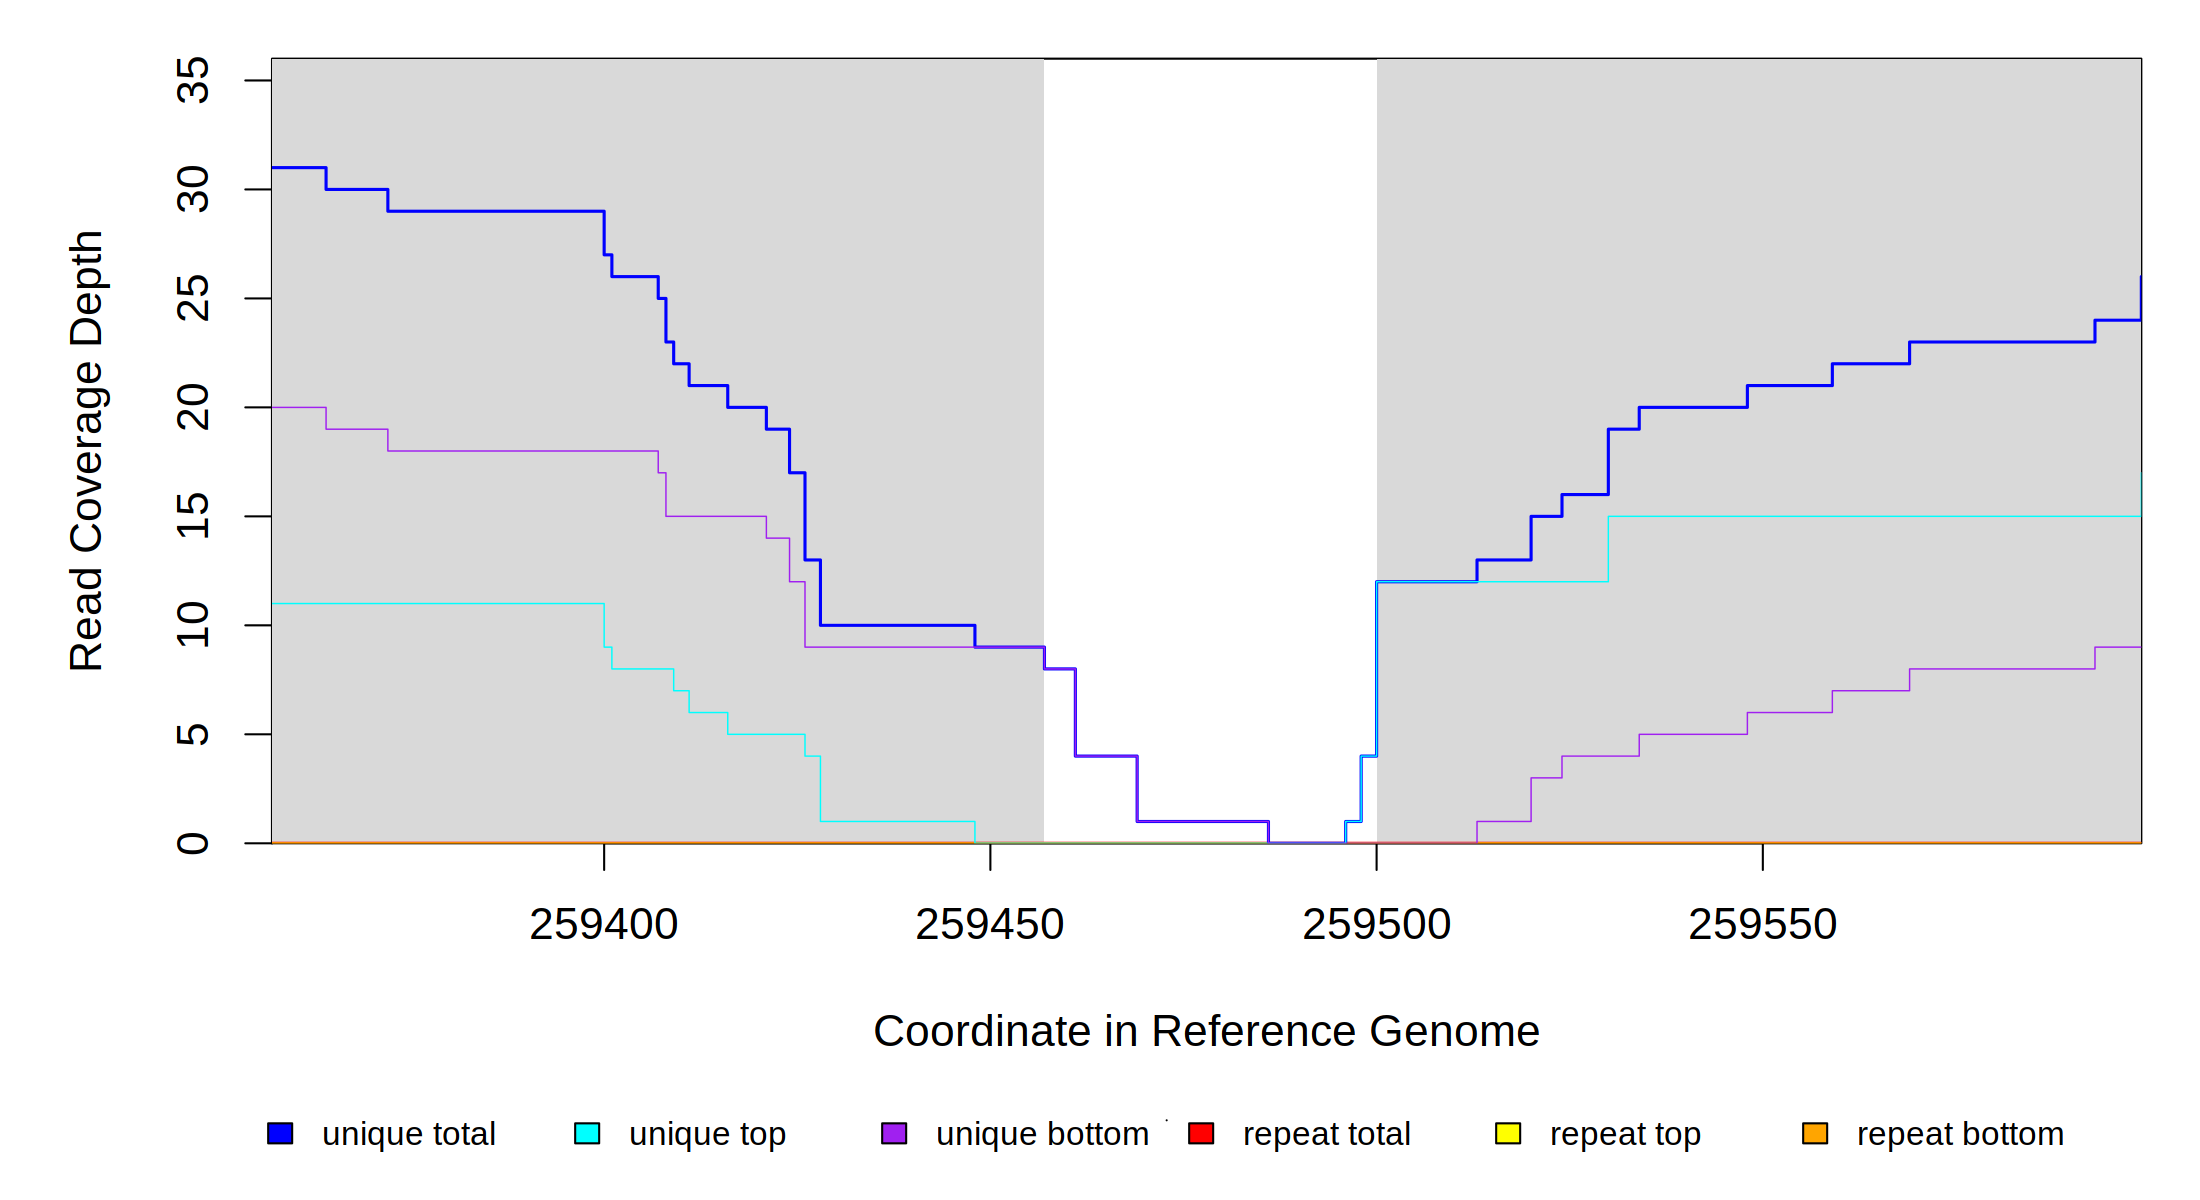 Read Coverage Depth
35
30
25
20
15
10
5
0
259400 259450 259500 259550
Coordinate in Reference Genome
unique total unique top unique bottom repeat total repeat top repeat bottom